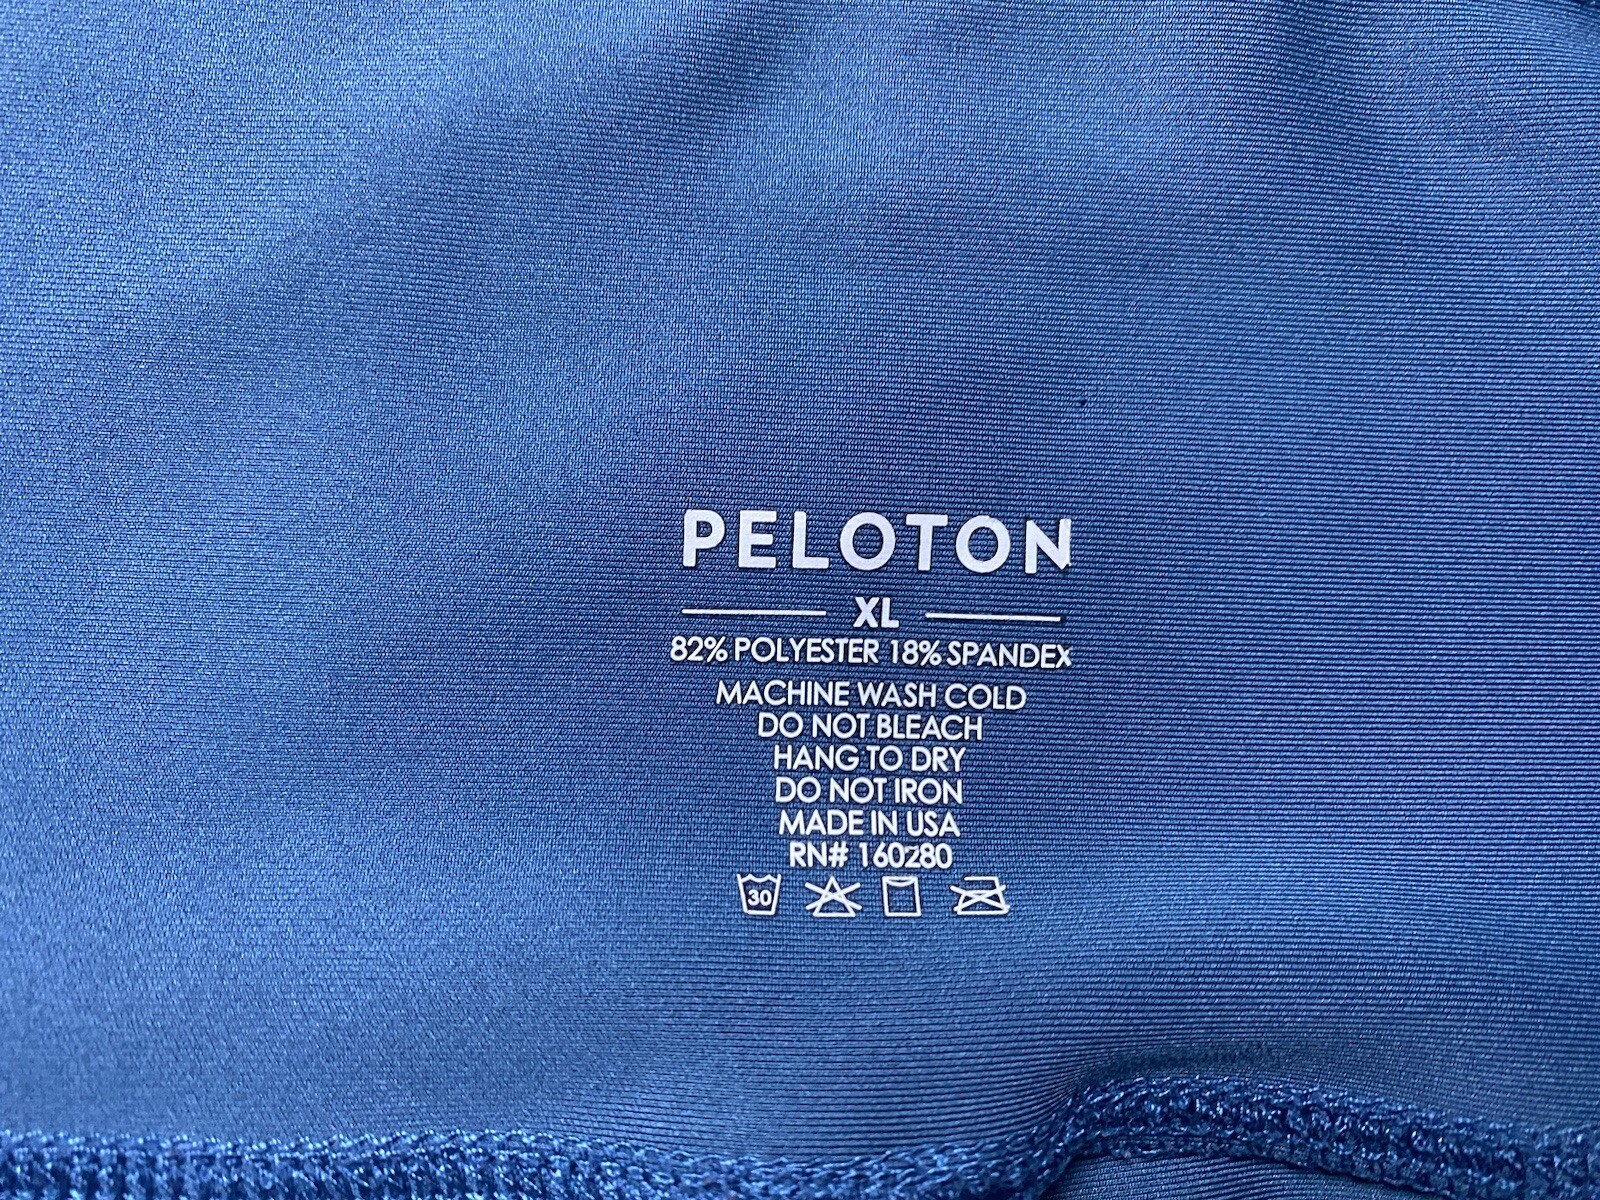 PELOTON
XL
82% POLYESTER 18% SPANDEX
MACHINE WASH COLD
DO NOT BLEACH
HANG TO DRY
DO NOT IRON
MADE IN USA
RN# 160z80
30